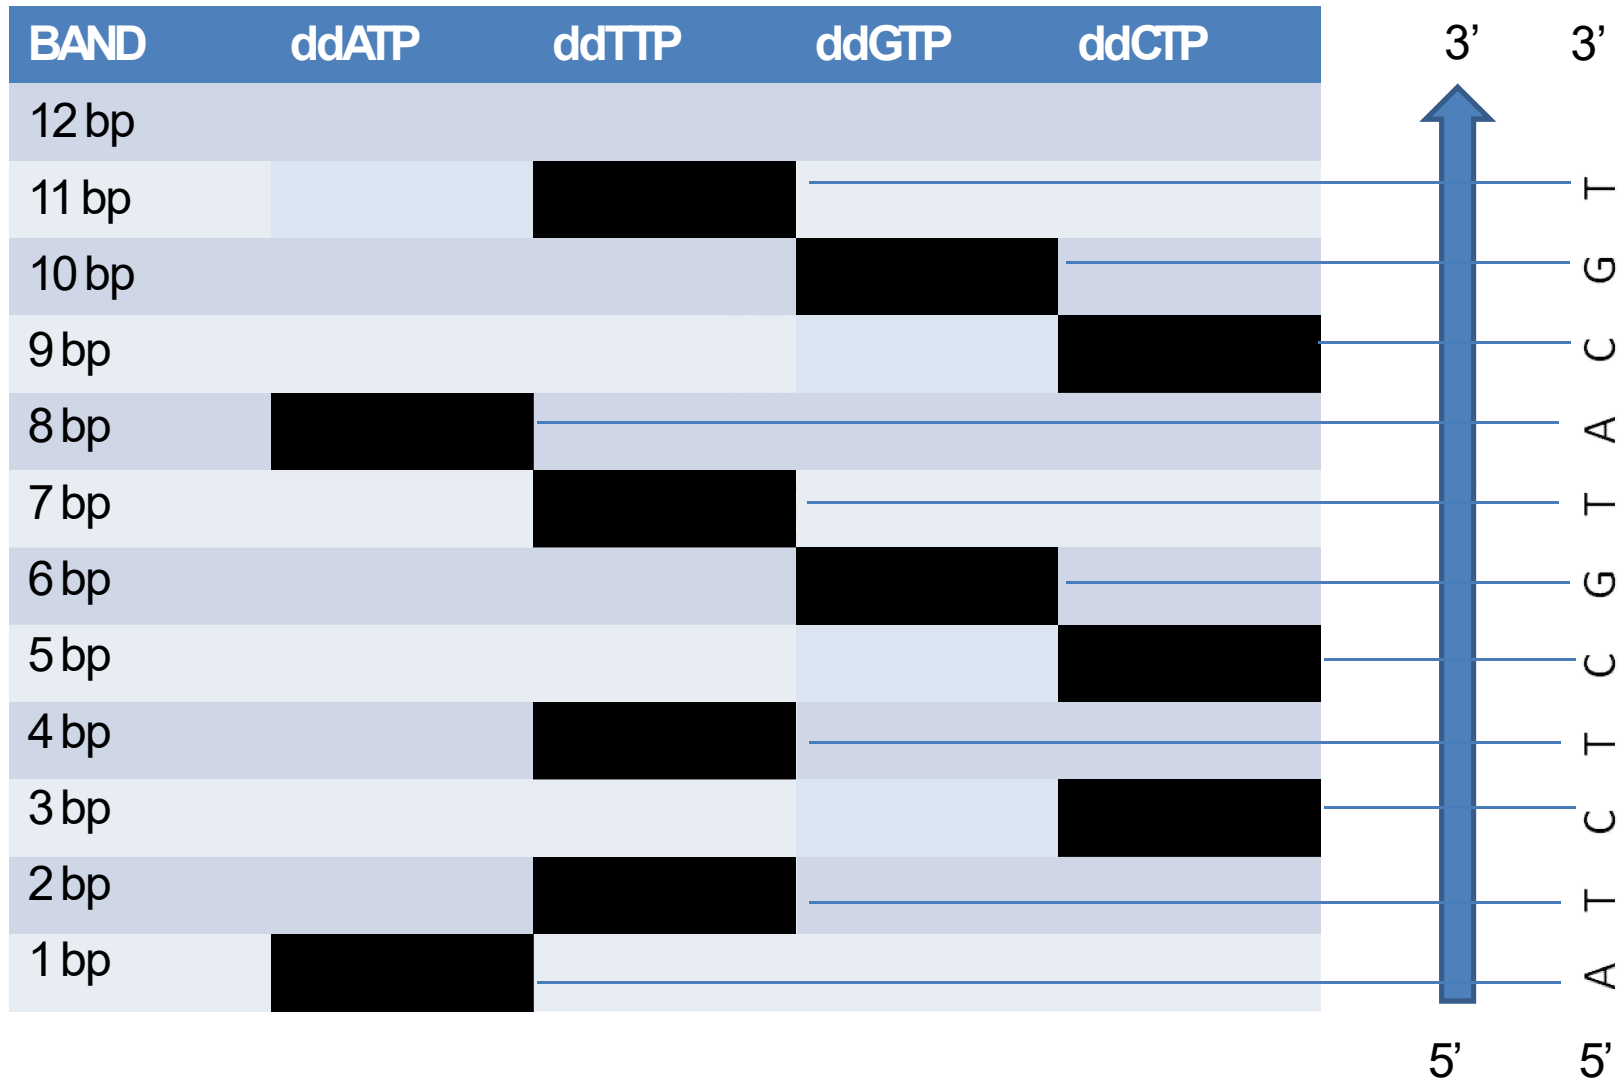 BAND ddATP ddTTP ddGTP ddCTP 3’ 3’
12 bp
11 bp T
10 bp G
9 bp C
8 bp A
7 bp T
6 bp G
5 bp C
4 bp T
3 bp C
2 bp T
1 bp A
5’ 5’